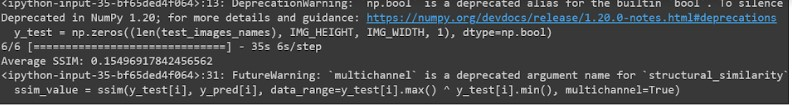 <ipython-input-35-bf65ded4f064>:13: DeprecationWarning: `np.bool` is a deprecated alias for the builtin `bool`. To silence
Deprecated in NumPy 1.20; for more details and guidance: https://numpy.org/devdocs/release/1.20.0-notes.html#deprecations
y_test = np.zeros((len(test_images_names), IMG_HEIGHT, IMG_WIDTH, 1), dtype=np.bool)
6/6 [==============================] - 35s 6s/step
Average SSIM: 0.15496917842456562
<ipython-input-35-bf65ded4f064>:31: FutureWarning: `multichannel` is a deprecated argument name for `structural_similarity`
ssim_value = ssim(y_test[i], y_pred[i], data_range=y_test[i].max() ^ y_test[i].min(), multichannel=True)